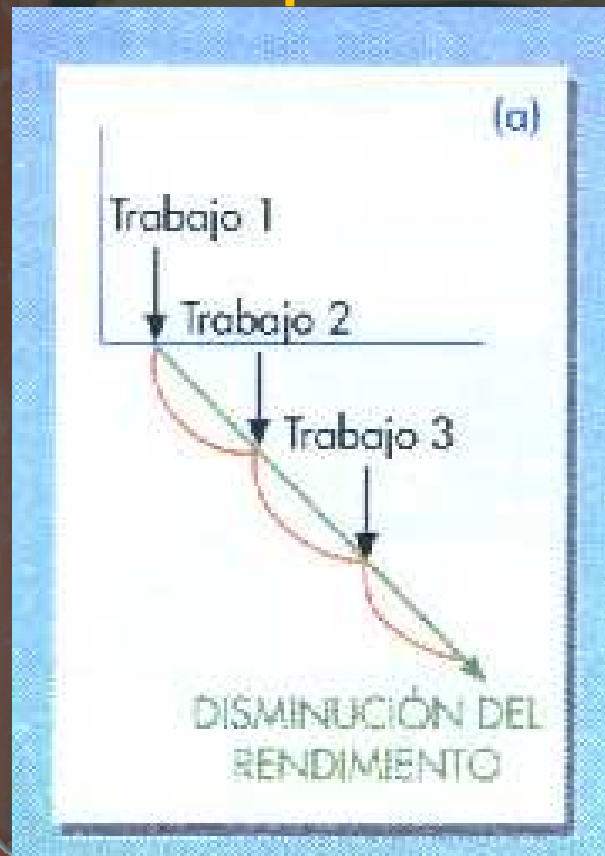 (a)
Trabajo 1
Trabajo 2
Trabajo 3
DISMINUCIÓN DEL
RENDIMIENTO